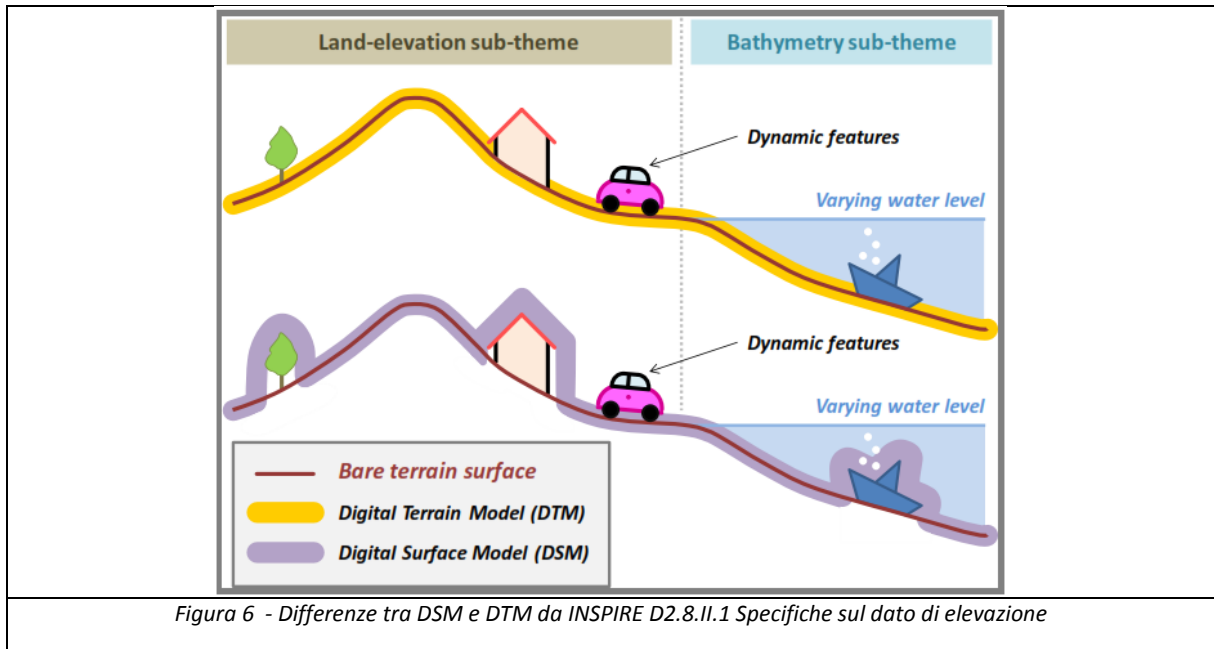 Land-elevation sub-theme
Bathymetry sub-theme
Dynamic features
Varying water level
Dynamic features
Varying water level
Bare terrain surface
Digital Terrain Model (DTM)
Digital Surface Model (DSM)
Figura 6 - Differenze tra DSM e DTM da INSPIRE D2.8.II.1 Specifiche sul dato di elevazione